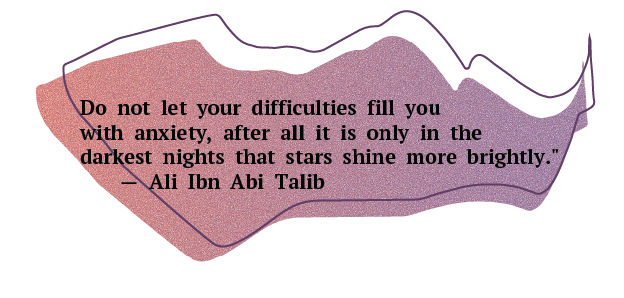 Do not let your difficulties fill you
with anxiety, after all it is only in the
darkest nights that stars shine more brightly."
— Ali Ibn Abi Talib